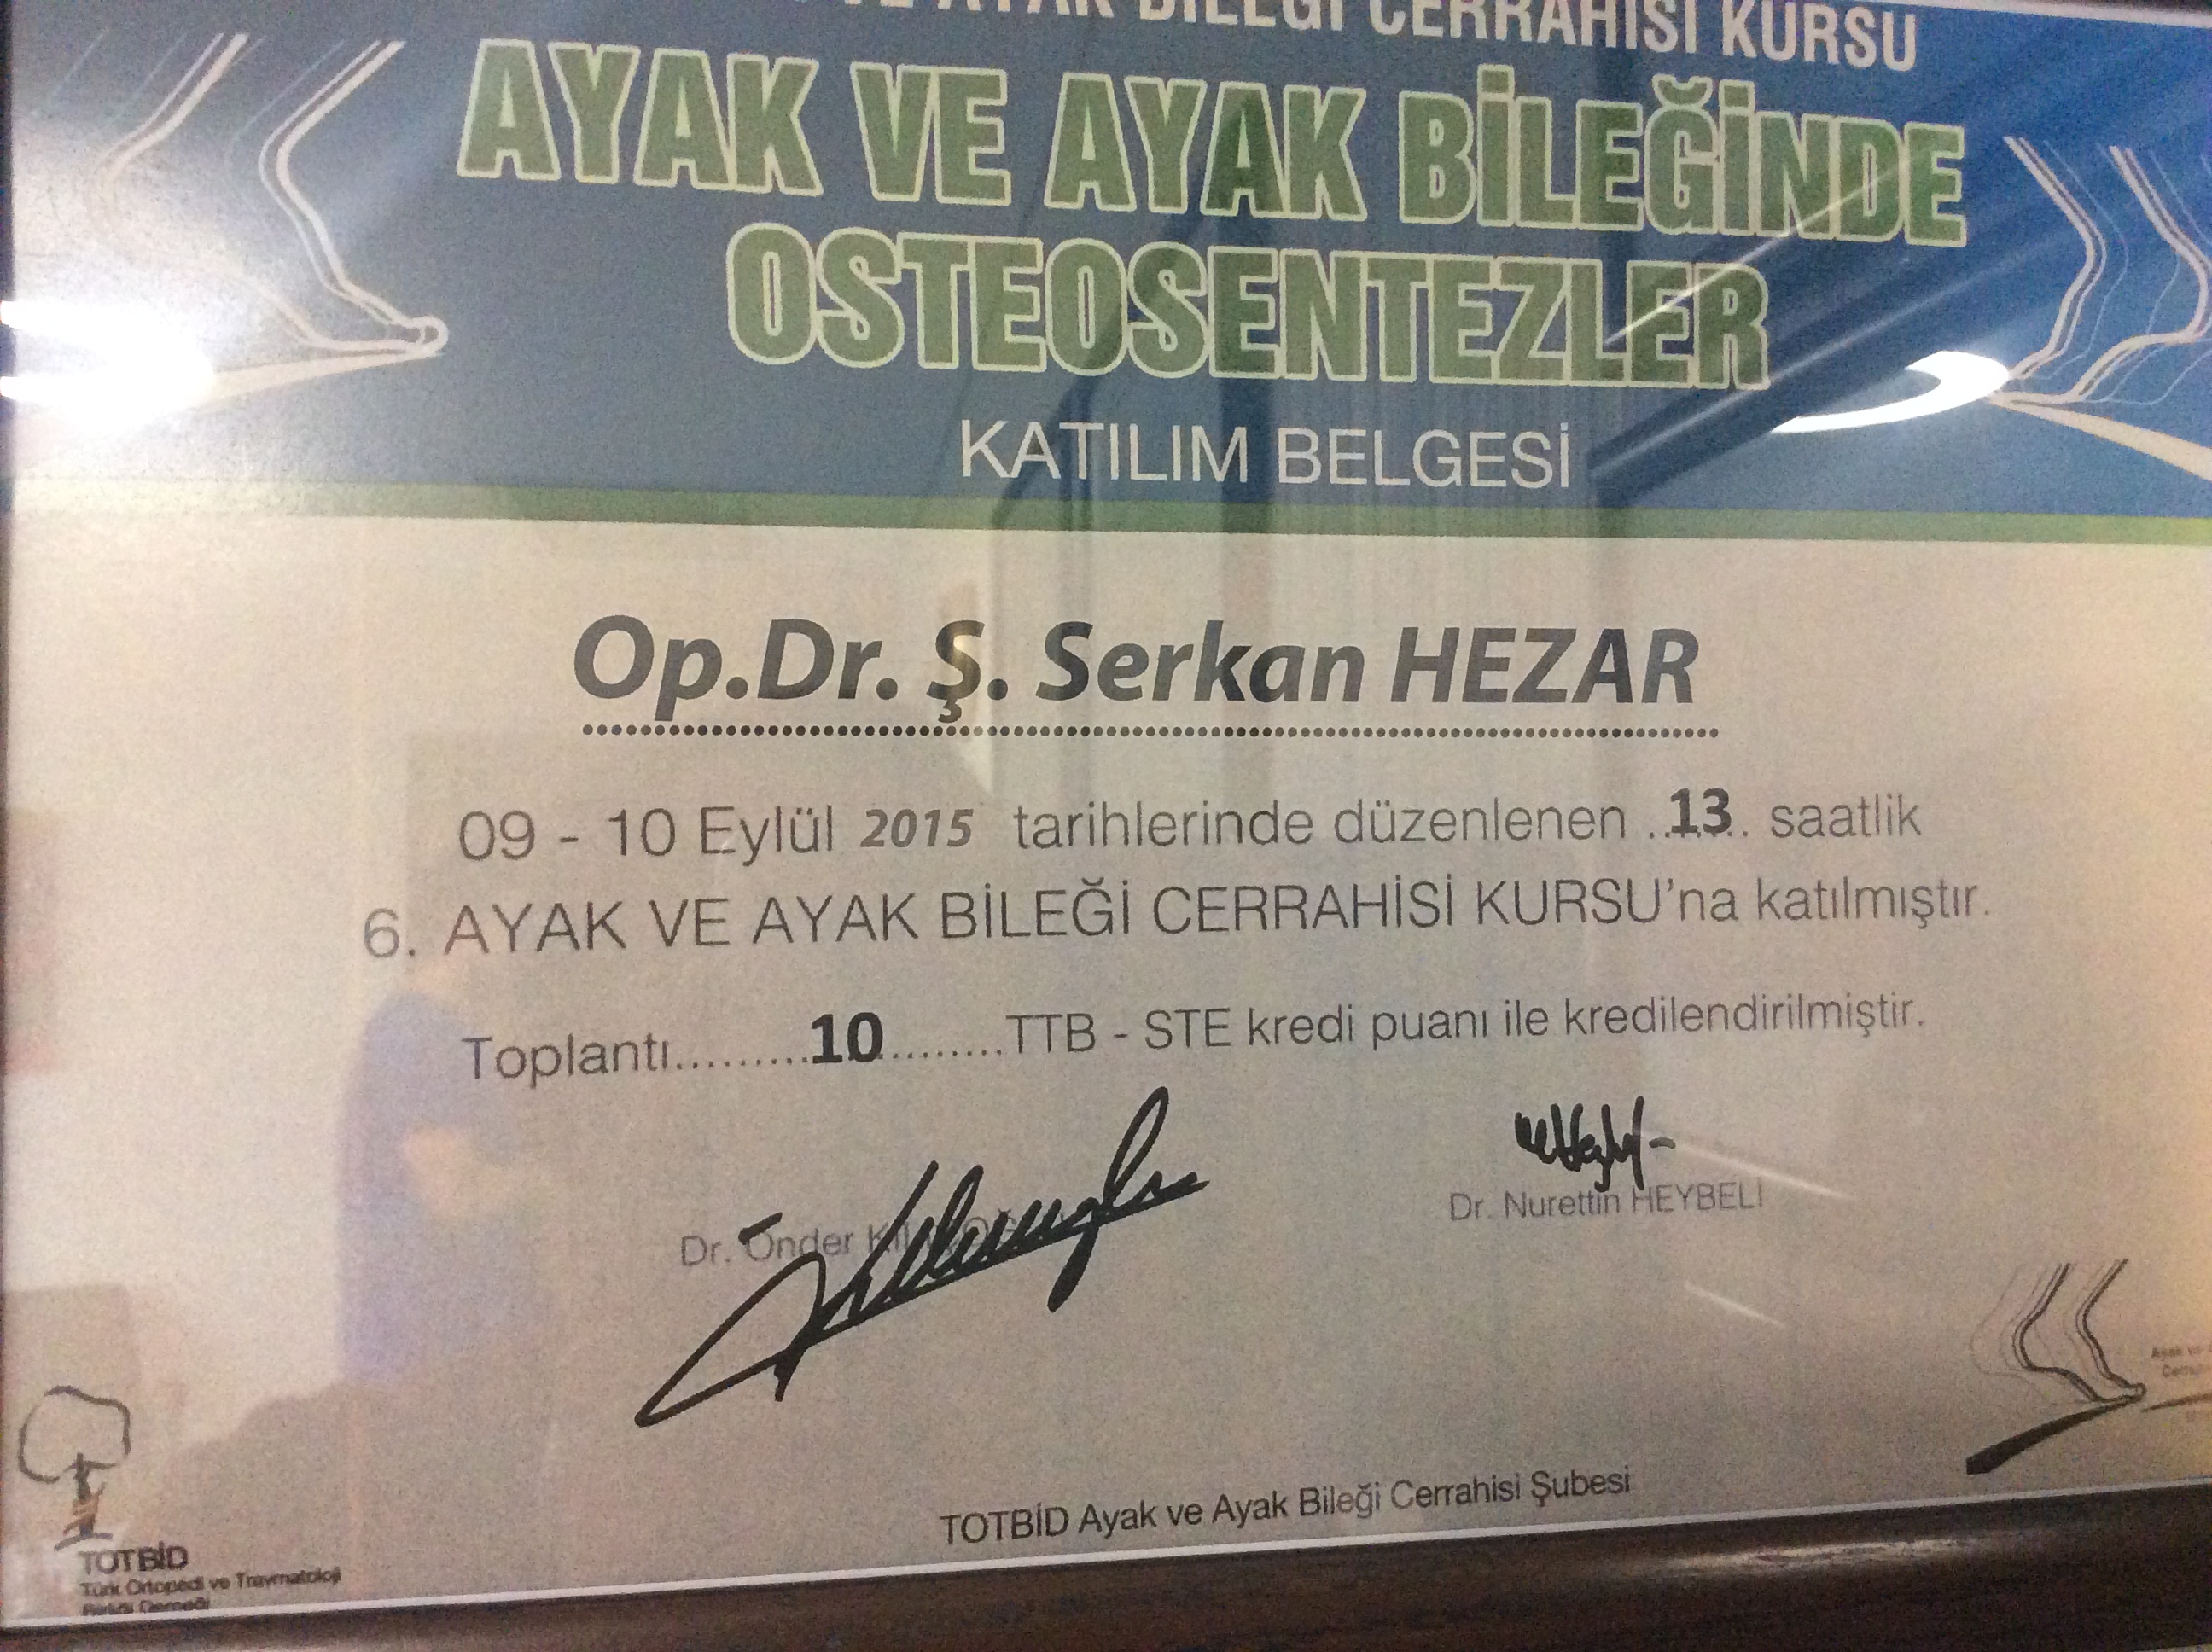 VE AYAK BİLEĞİ CERRAHİSİ KURSU
AYAK VE AYAK BİLEĞİNDE
OSTEOSENTEZLER
KATILIM BELGESİ
Op.Dr. Ş. Serkan HEZAR
09 - 10 Eylül 2015 tarihlerinde düzenlenen ..13.. saatlik
6. AYAK VE AYAK BİLEĞİ CERRAHİSİ KURSU'na katılmıştır.
Toplantı.........10.........TTB - STE kredi puanı ile kredilendirilmiştir.
Dr. Nurettin HEYBELİ
Dr. Önder
TOTBİD Ayak ve Ayak Bileği Cerrahisi Şubesi
TOTBİD
Türk Ortopedi ve Travmatoloji
Birliği Derneği